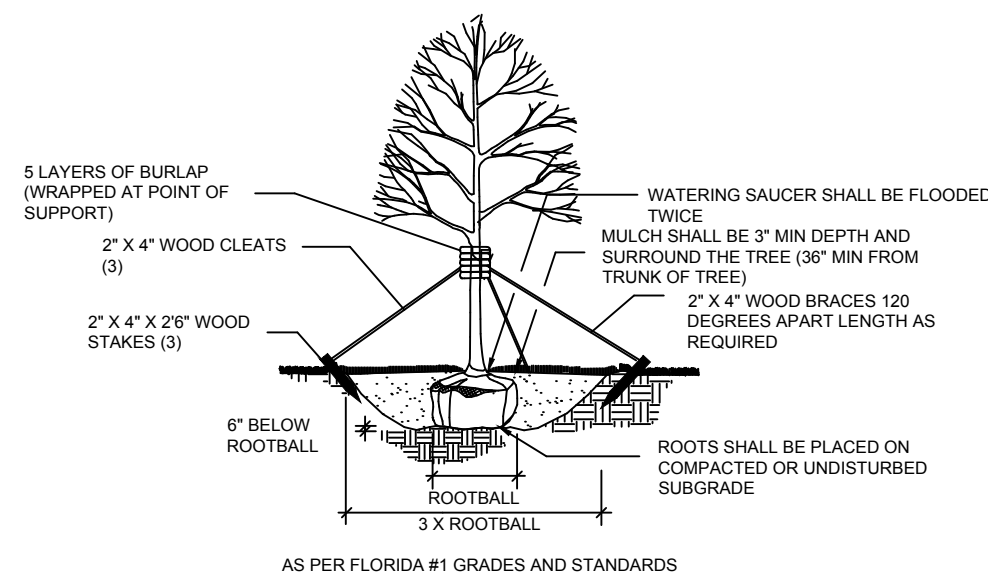 5 LAYERS OF BURLAP
(WRAPPED AT POINT OF
SUPPORT)
2" X 4" WOOD CLEATS
(3)
2" X 4" X 2'6" WOOD
STAKES (3)
6" BELOW
ROOTBALL
WATERING SAUCER SHALL BE FLOODED
TWICE
MULCH SHALL BE 3" MIN DEPTH AND
SURROUND THE TREE (36" MIN FROM
TRUNK OF TREE)
2" X 4" WOOD BRACES 120
DEGREES APART LENGTH AS
REQUIRED
ROOTS SHALL BE PLACED ON
COMPACTED OR UNDISTURBED
SUBGRADE
ROOTBALL
3 X ROOTBALL
AS PER FLORIDA #1 GRADES AND STANDARDS